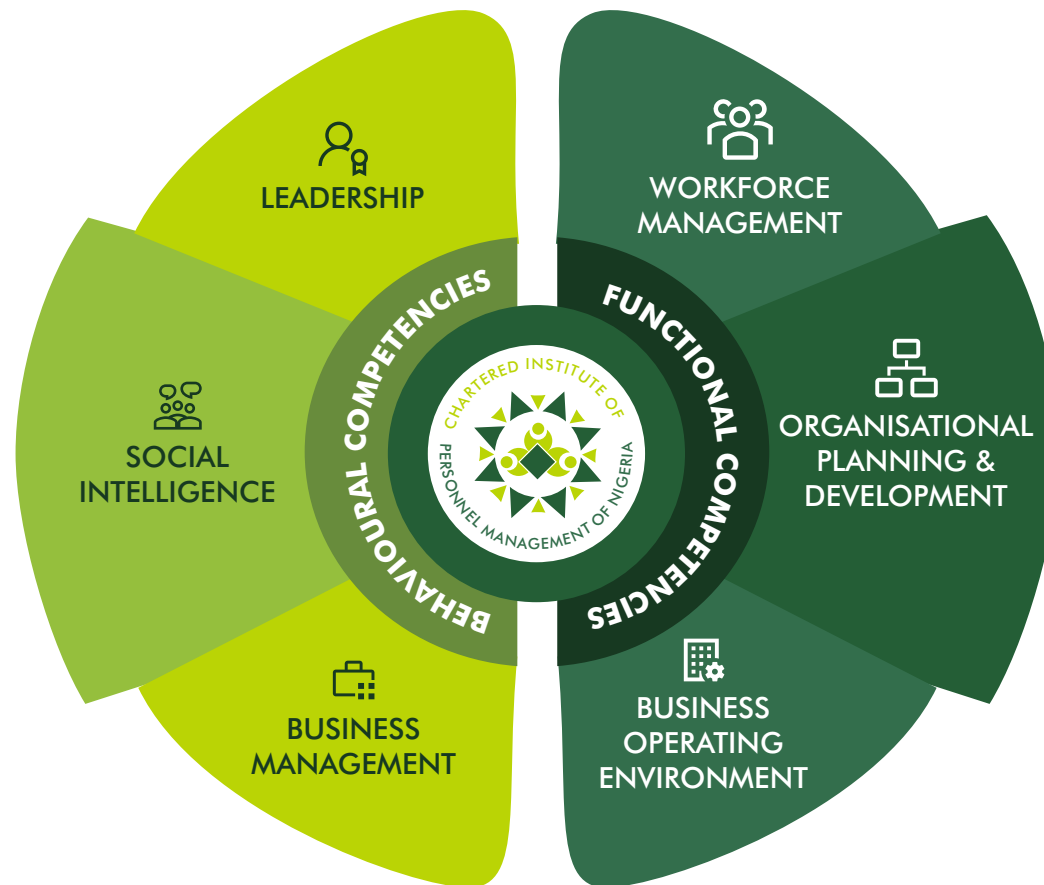 LEADERSHIP
WORKFORCE
MANAGEMENT
BEHAVIOURAL COMPETENCIES
FUNCTIONAL COMPETENCIES
CHARTERED INSTITUTE OF
PERSONNEL MANAGEMENT OF NIGERIA
SOCIAL
INTELLIGENCE
ORGANISATIONAL
PLANNING &
DEVELOPMENT
BUSINESS
MANAGEMENT
BUSINESS
OPERATING
ENVIRONMENT